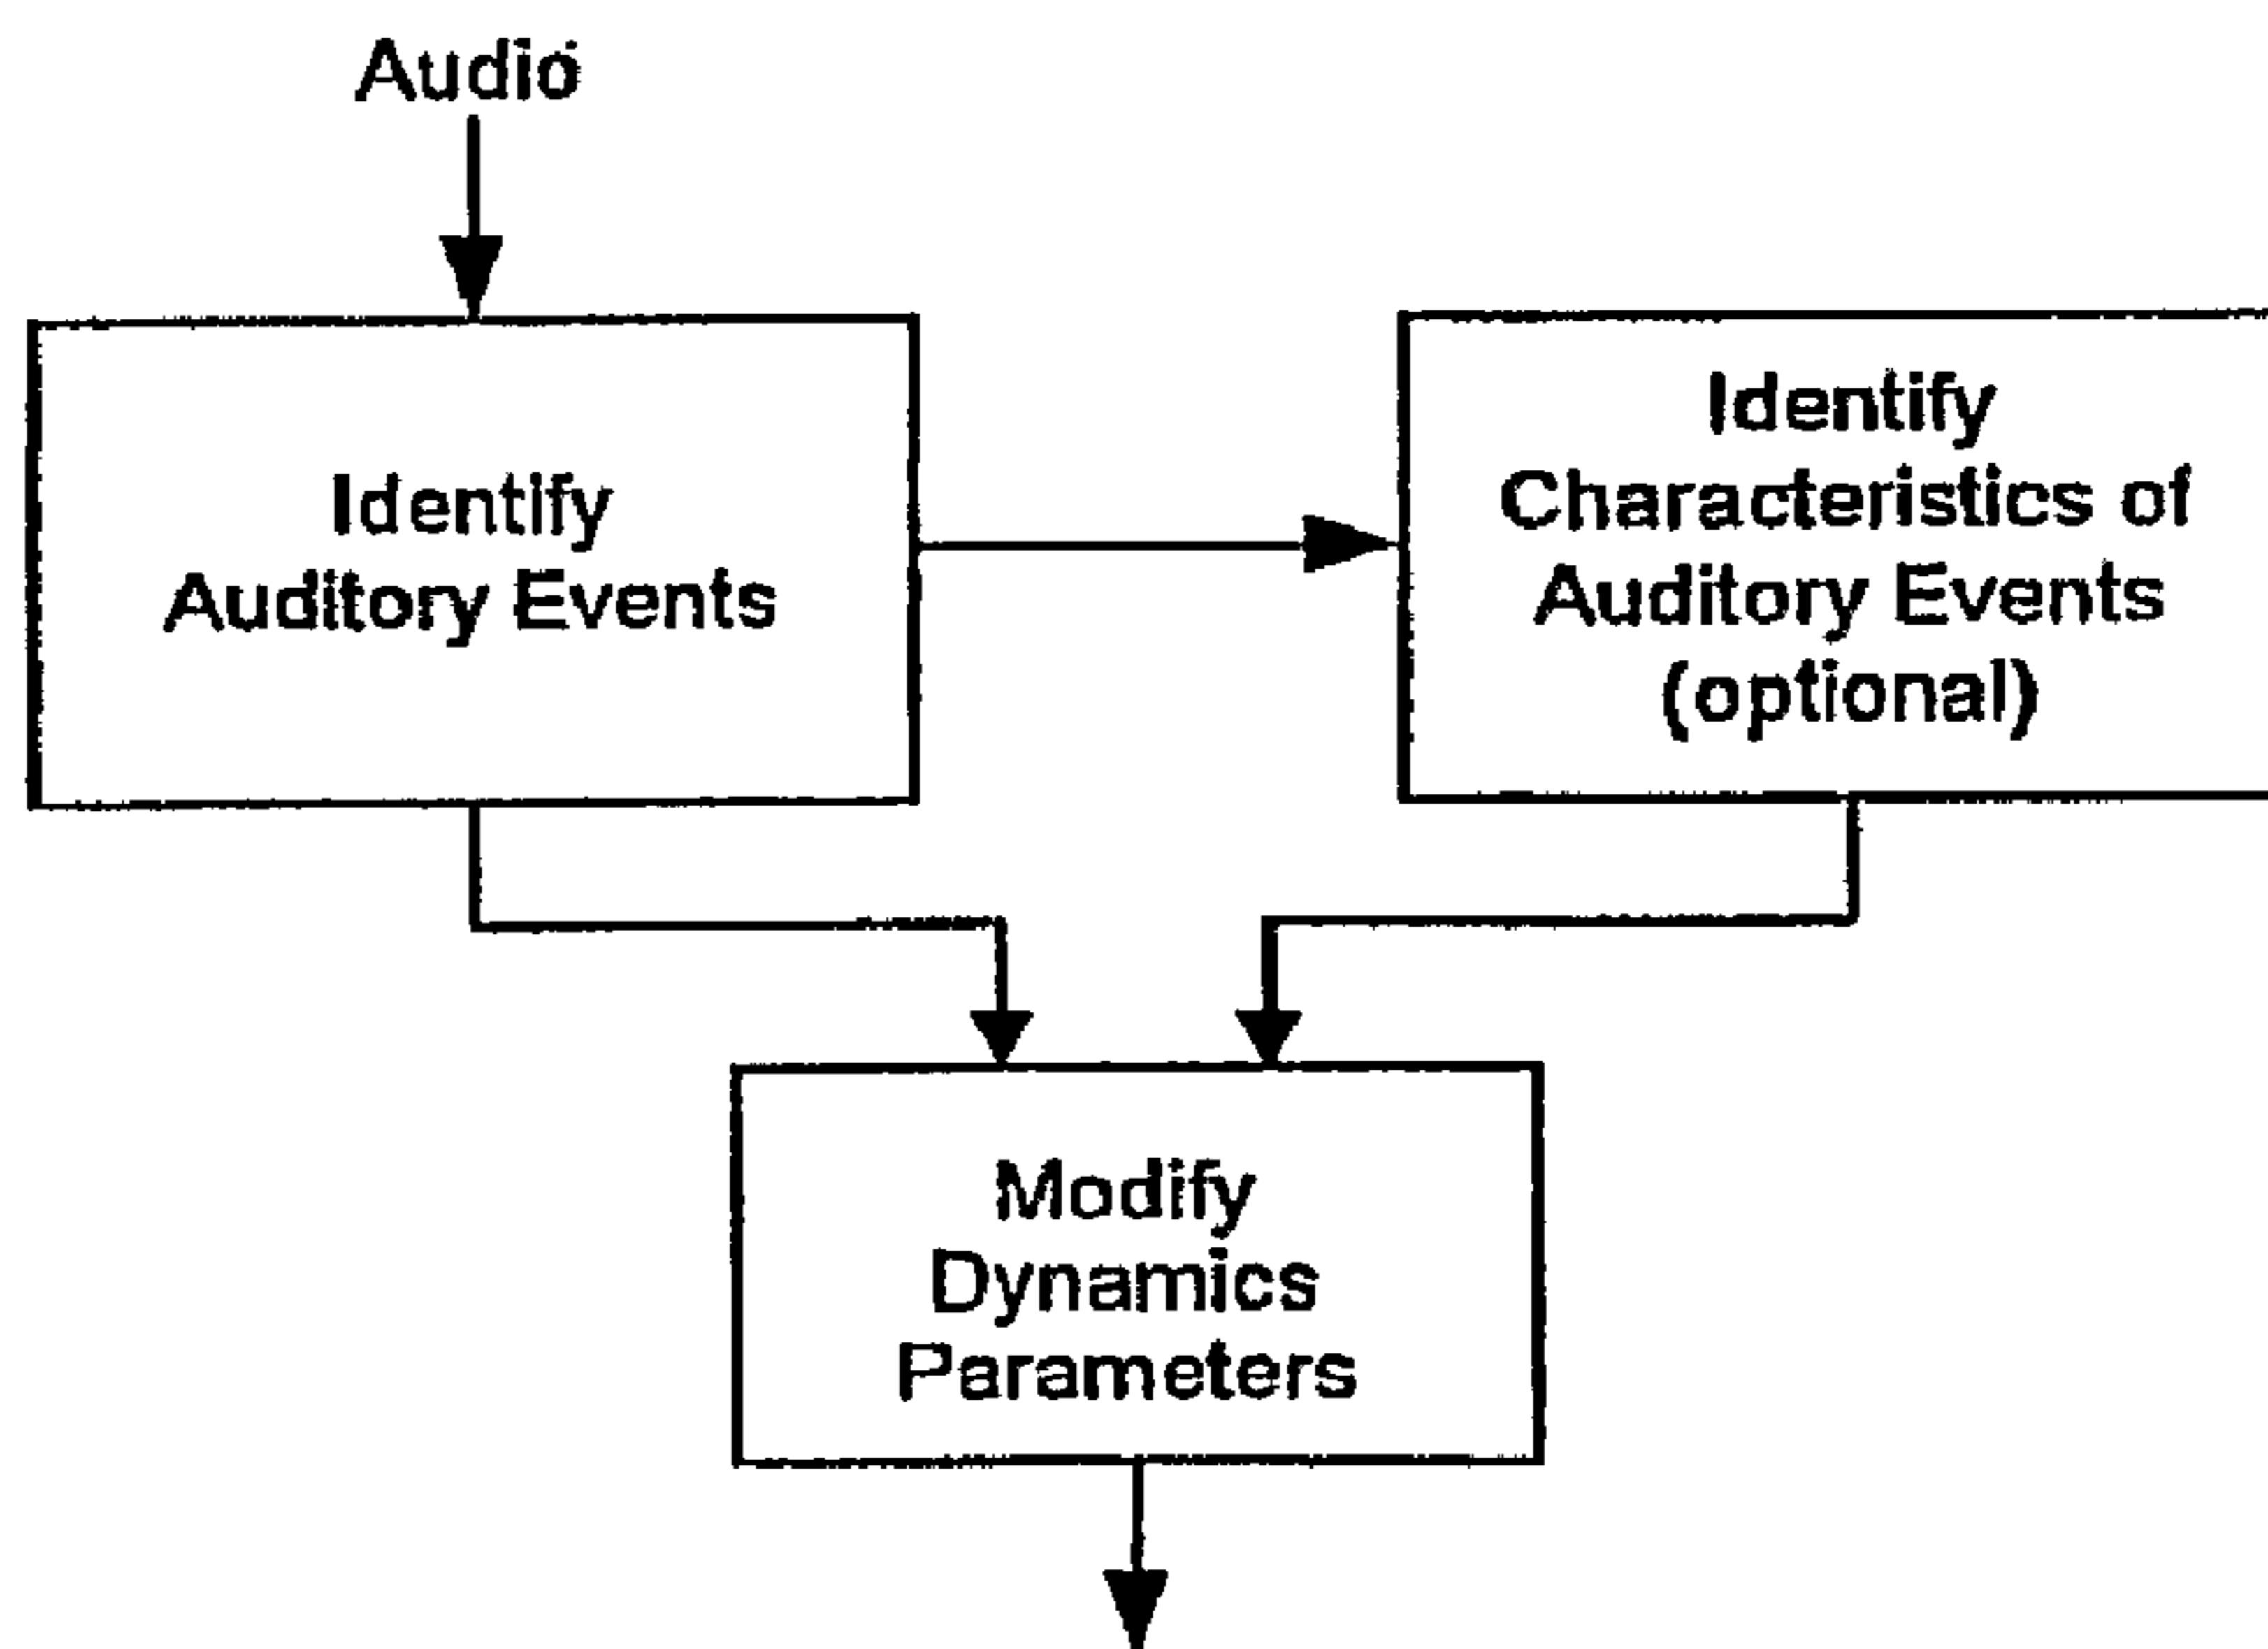 Audio
Identify
Auditory Events
Identify
Characteristics of
Auditory Events
(optional)
Modify
Dynamics
Parameters